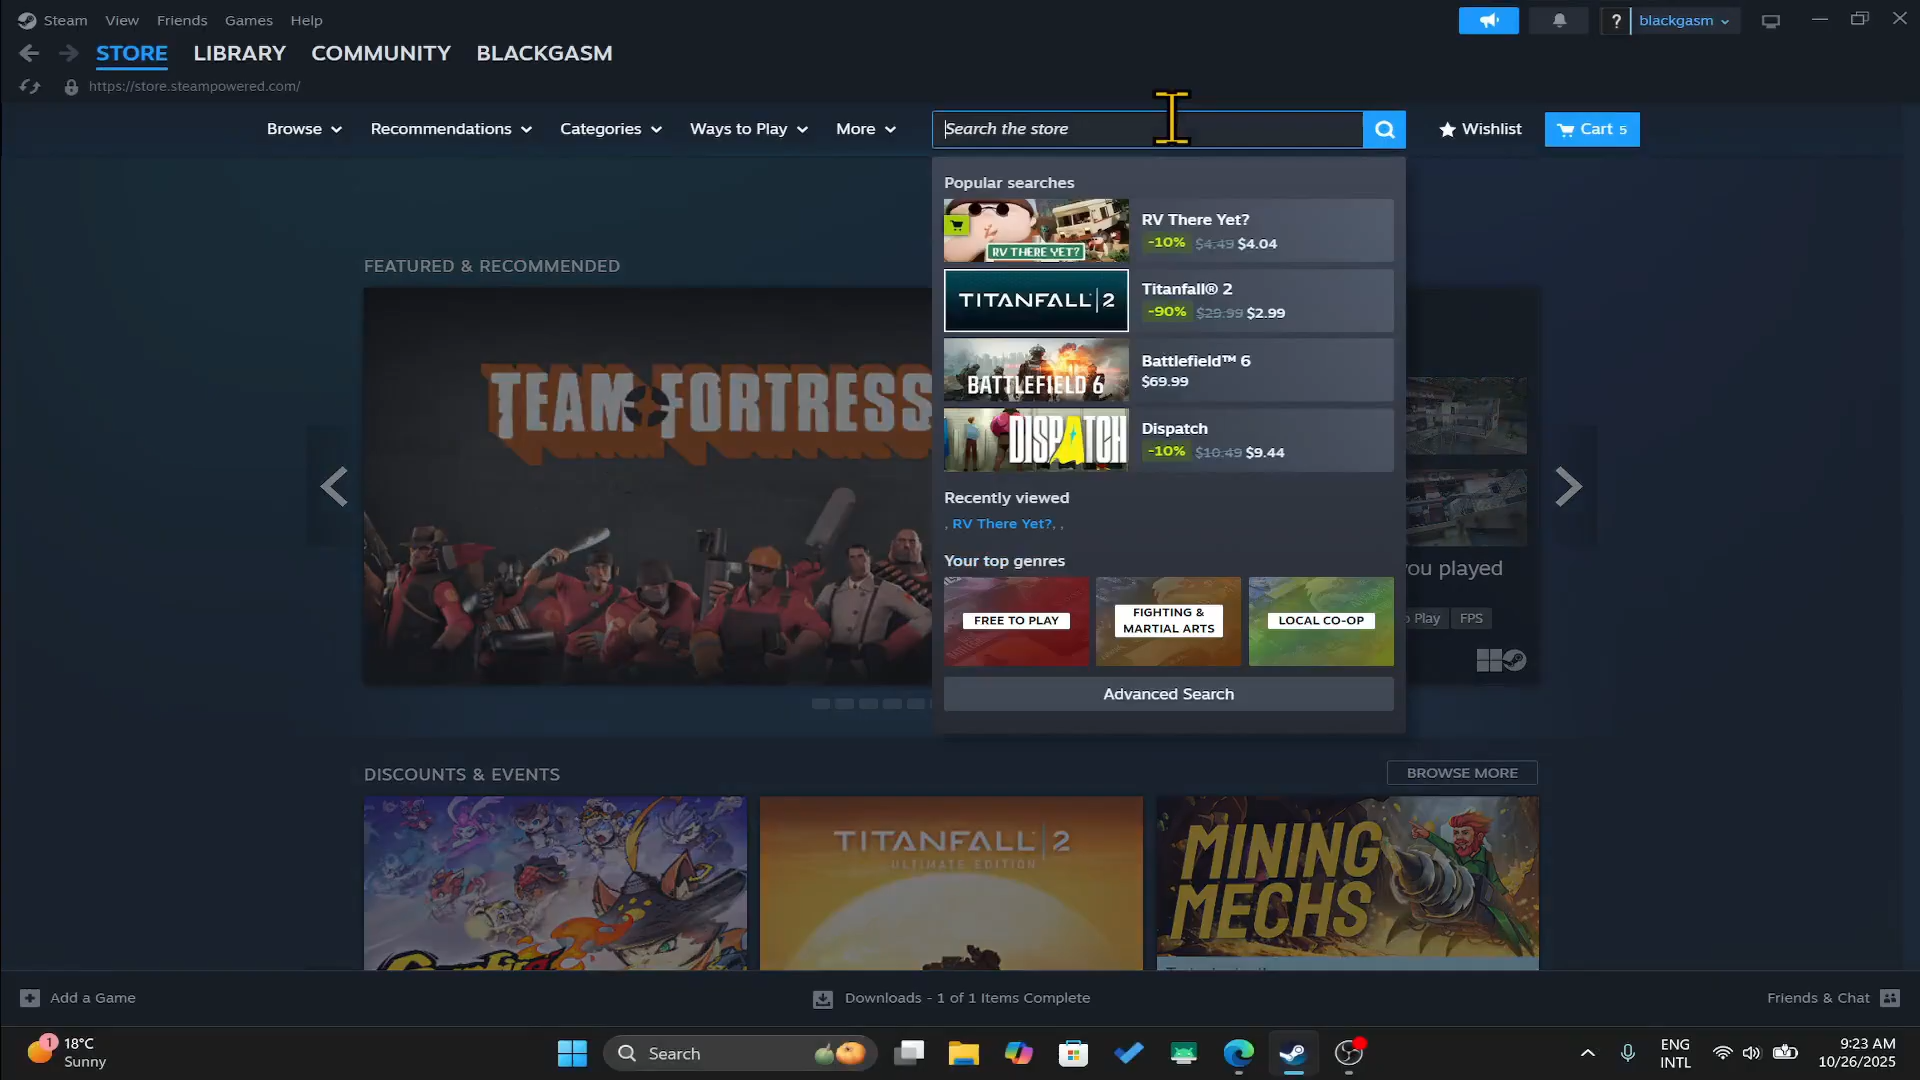 Steam View Friends Games Help
? blackgasm
STORE LIBRARY COMMUNITY BLACKGASM
https://store.steampowered.com/
Browse Recommendations Categories Ways to Play More Search the store Wishlist Cart 5
Popular searches
RV THERE YET?
RV There Yet?
-10% $4.49 $4.04
TITANFALL 2
Titanfall® 2
-90% $29.99 $2.99
BATTLEFIELD 6
Battlefield™ 6
$69.99
DISPATCH
Dispatch
-10% $10.49 $9.44
Recently viewed
, RV There Yet?, ,
Your top genres
FREE TO PLAY
FIGHTING &
MARTIAL ARTS
LOCAL CO-OP
Advanced Search
FEATURED & RECOMMENDED
TEAM FORTRESS
you played
Play FPS
DISCOUNTS & EVENTS BROWSE MORE
TITANFALL 2
ULTIMATE EDITION
MINING
MECHS
Add a Game Downloads - 1 of 1 Items Complete Friends & Chat
1
18°C
Sunny
Search
ENG
INTL
9:23 AM
10/26/2025